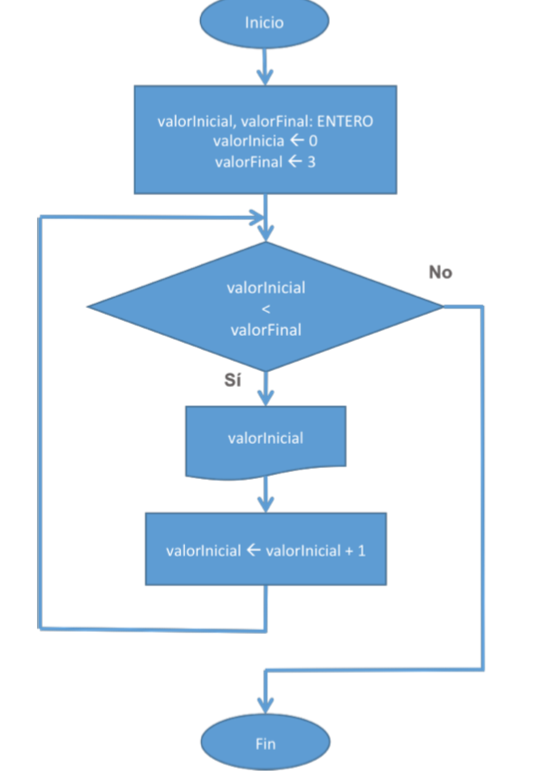 Inicio
valorInicial, valorFinal: ENTERO
valorInicia ← 0
valorFinal ← 3
No
valorInicial
<
valorFinal
Sí
valorInicial
valorInicial ← valorInicial + 1
Fin